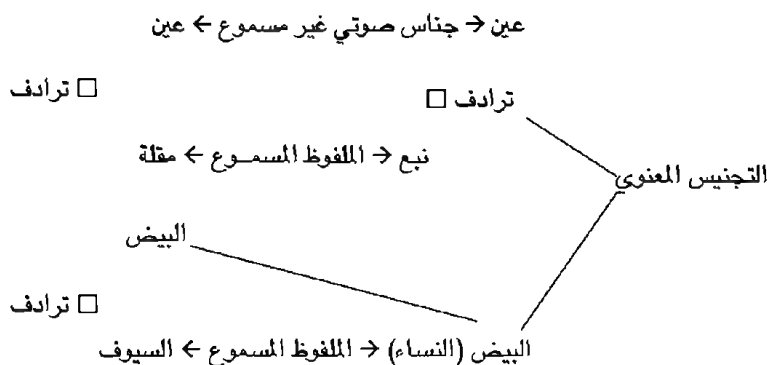 عين → جناس صوتي غير مسموع ← عين
ترادف □ □ ترادف
نبع → الملفوظ المسموع ← مقلة
التجنيس المعنوي
البيض
□ ترادف
البيض (النساء) → الملفوظ المسموع ← السيوف